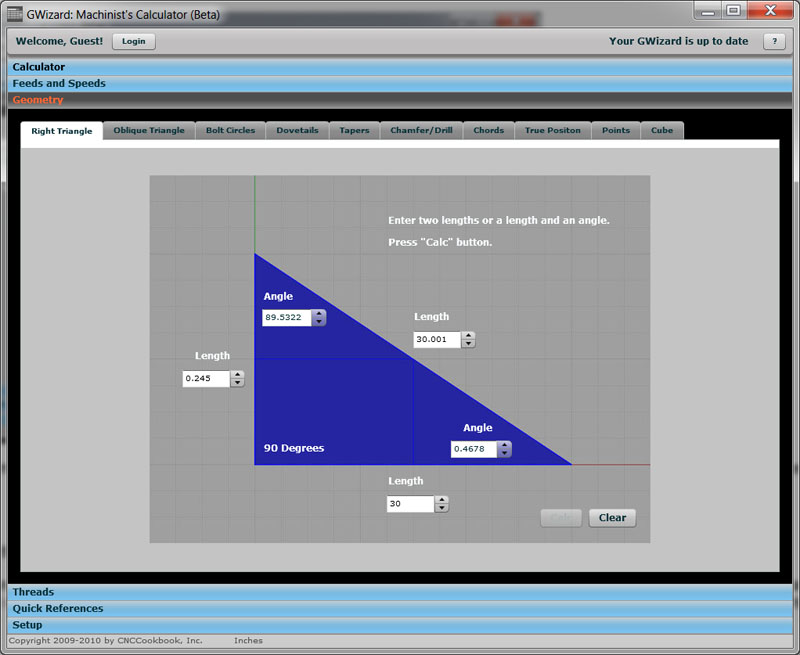 GWizard: Machinist's Calculator (Beta)
Welcome, Guest! Login Your GWizard is up to date ?
Calculator
Feeds and Speeds
Geometry
Right Triangle Oblique Triangle Bolt Circles Dovetails Tapers Chamfer/Drill Chords True Positon Points Cube
Enter two lengths or a length and an angle.
Press "Calc" button.
Angle
89.5322
Length
30.001
Length
0.245
Angle
0.4678
90 Degrees
Length
30
Calc Clear
Threads
Quick References
Setup
Copyright 2009-2010 by CNCCookbook, Inc. Inches